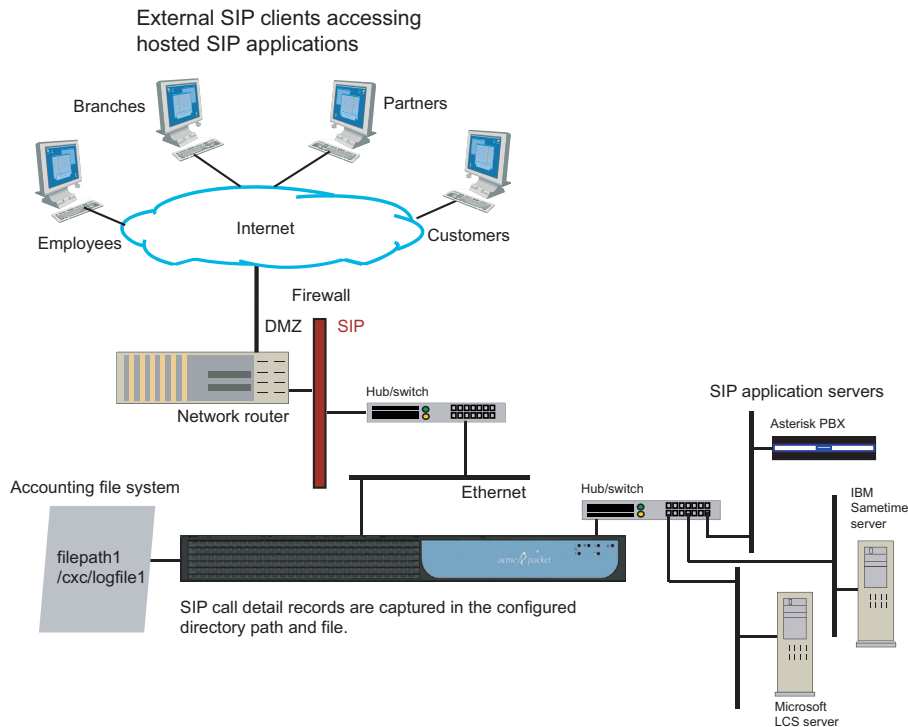 External SIP clients accessing
hosted SIP applications
Branches
Partners
Employees
Internet
Customers
Firewall
DMZ
SIP
Network router
Hub/switch
SIP application servers
Asterisk PBX
Ethernet
Accounting file system
Hub/switch
IBM
Sametime
server
filepath1
/cxc/logfile1
acme packet
SIP call detail records are captured in the configured
directory path and file.
Microsoft
LCS server